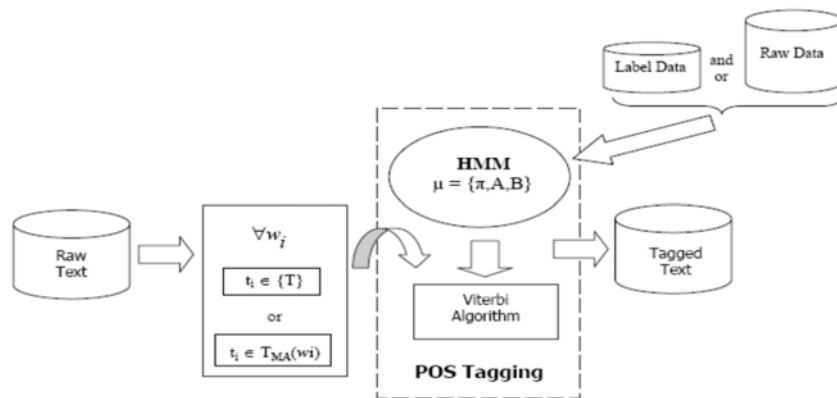 Label Data
and
or
Raw Data
HMM
μ = {π,A,B}
Raw
Text
∀wᵢ
tᵢ ∈ {T}
or
tᵢ ∈ T_MA(wi)
Viterbi
Algorithm
POS Tagging
Tagged
Text